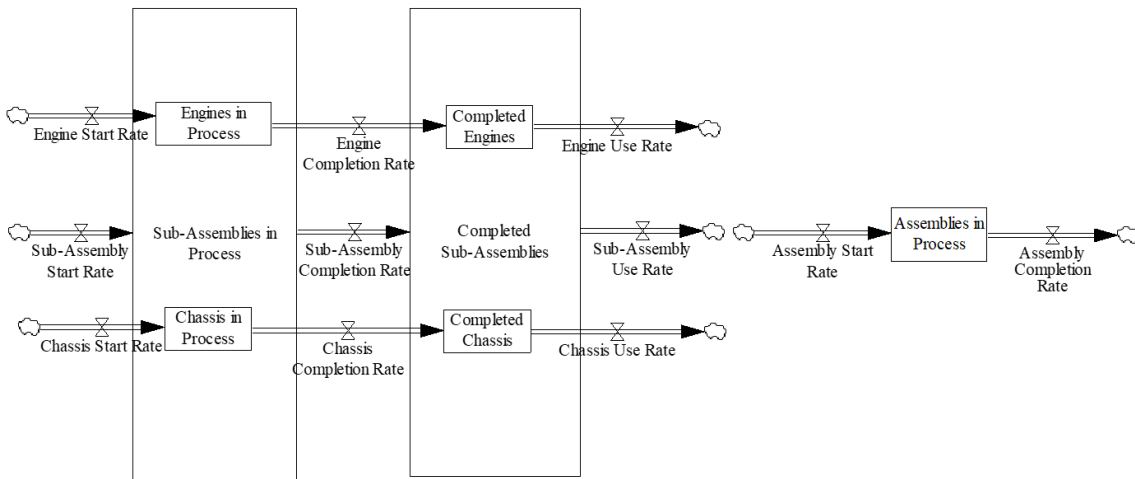 Engine Start Rate
Engines in
Process
Engine
Completion Rate
Completed
Engines
Engine Use Rate
Sub-Assembly
Start Rate
Sub-Assemblies in
Process
Sub-Assembly
Completion Rate
Completed
Sub-Assemblies
Sub-Assembly
Use Rate
Assembly Start
Rate
Assemblies in
Process
Assembly
Completion
Rate
Chassis Start Rate
Chassis in
Process
Chassis
Completion Rate
Completed
Chassis
Chassis Use Rate